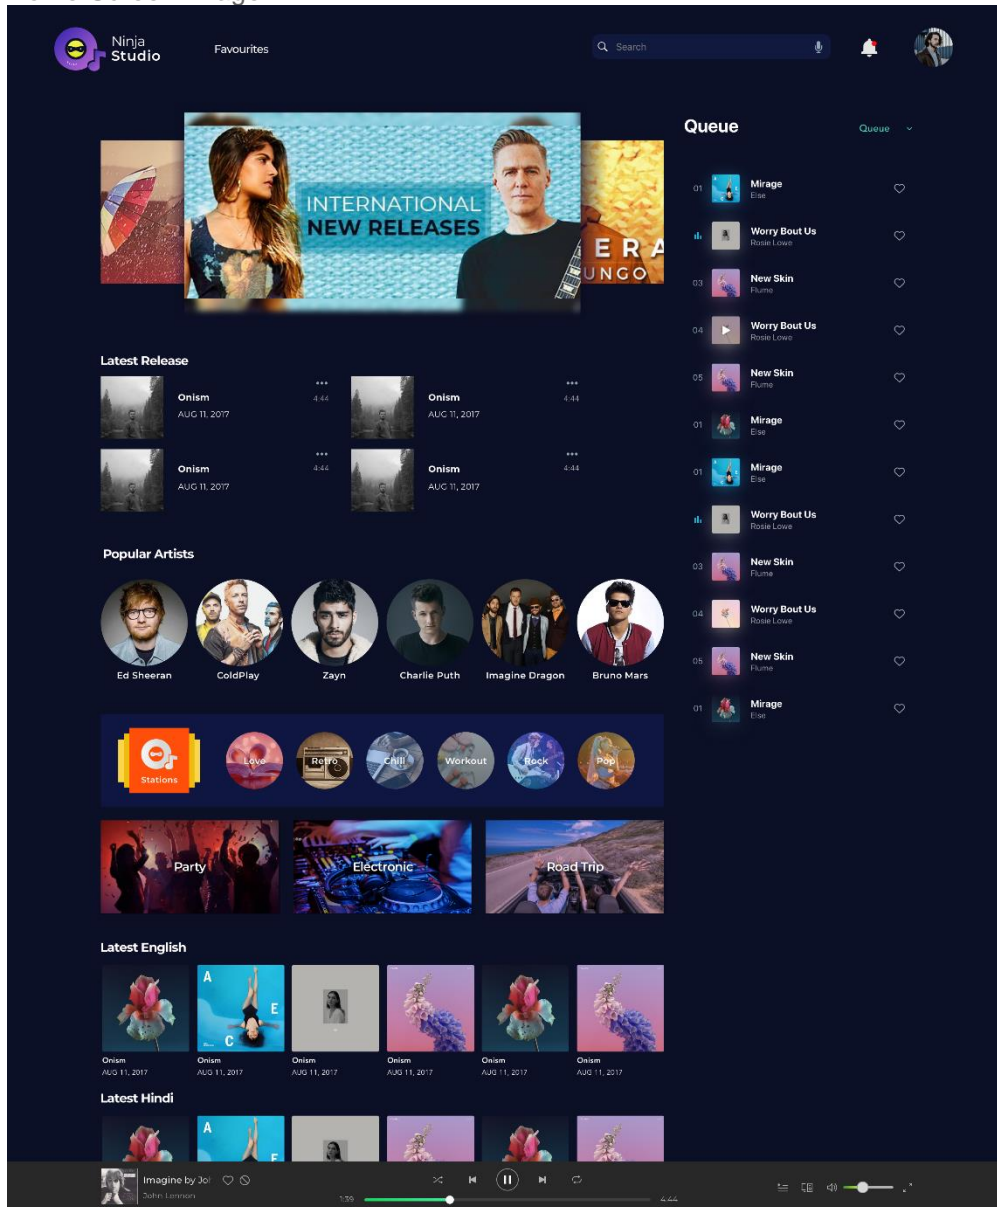 Ninja
Studio
Favourites
Search
INTERNATIONAL
NEW RELEASES
ERA
UNGO
Queue
Queue
01
Mirage
Else
Worry Bout Us
Rosie Lowe
03
New Skin
Flume
04
Worry Bout Us
Rosie Lowe
05
New Skin
Flume
01
Mirage
Else
01
Mirage
Else
Worry Bout Us
Rosie Lowe
03
New Skin
Flume
04
Worry Bout Us
Rosie Lowe
05
New Skin
Flume
01
Mirage
Else
Latest Release
Onism
4:44
AUG 11, 2017
Onism
4:44
AUG 11, 2017
Onism
4:44
AUG 11, 2017
Onism
4:44
AUG 11, 2017
Popular Artists
Ed Sheeran
ColdPlay
Zayn
Charlie Puth
Imagine Dragon
Bruno Mars
Stations
Love
Retro
Chill
Workout
Rock
Pop
Party
Electronic
Road Trip
Latest English
A
E
C
Onism
AUG 11, 2017
Onism
AUG 11, 2017
Onism
AUG 11, 2017
Onism
AUG 11, 2017
Onism
AUG 11, 2017
Onism
AUG 11, 2017
Latest Hindi
A
Imagine by Joh
John Lennon
1:39
4:44